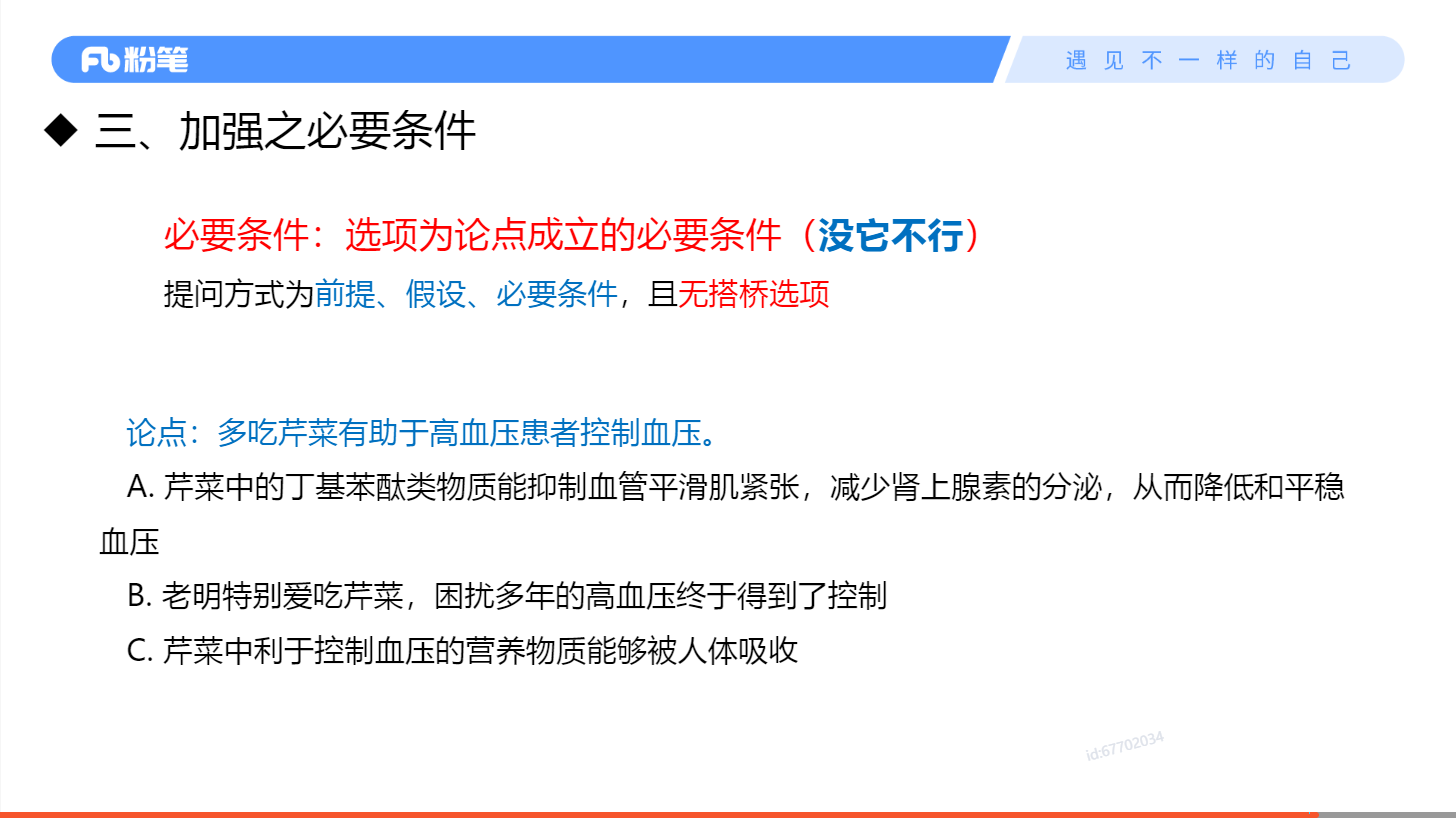 粉笔
遇见不一样的自己
◆ 三、加强之必要条件
必要条件：选项为论点成立的必要条件（没它不行）
提问方式为前提、假设、必要条件，且无搭桥选项
论点：多吃芹菜有助于高血压患者控制血压。
A. 芹菜中的丁基苯酞类物质能抑制血管平滑肌紧张，减少肾上腺素的分泌，从而降低和平稳
血压
B. 老明特别爱吃芹菜，困扰多年的高血压终于得到了控制
C. 芹菜中利于控制血压的营养物质能够被人体吸收
id:67702034